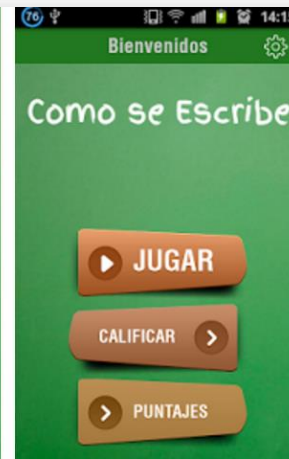 76 14:1
Bienvenidos
Como se Escribe
JUGAR
CALIFICAR
PUNTAJES